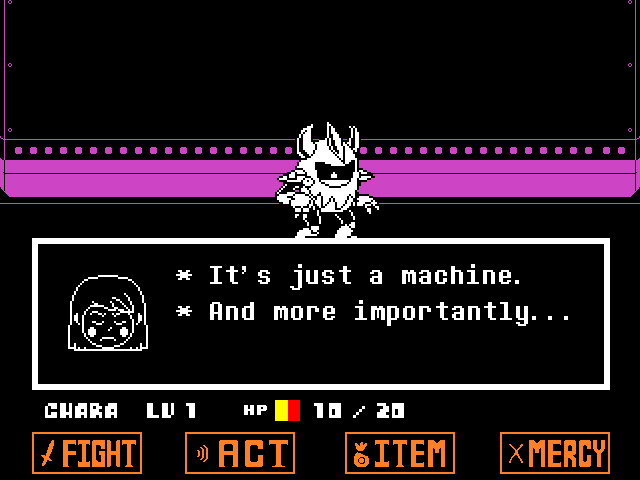 * It's just a machine.
* And more importantly...
CHARA LV 1 HP 10 / 20
FIGHT ACT ITEM MERCY